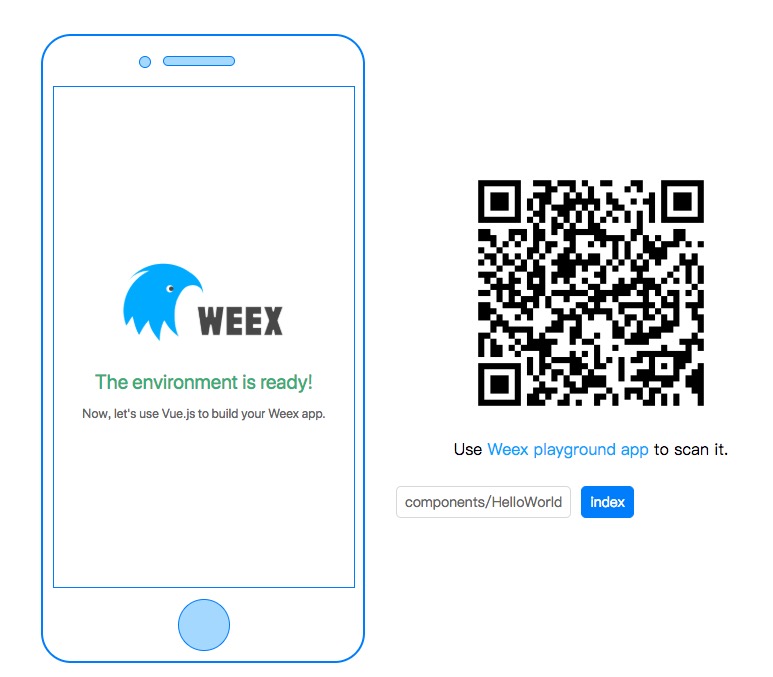 WEEX
The environment is ready!
Now, let's use Vue.js to build your Weex app.
Use Weex playground app to scan it.
components/HelloWorld
index